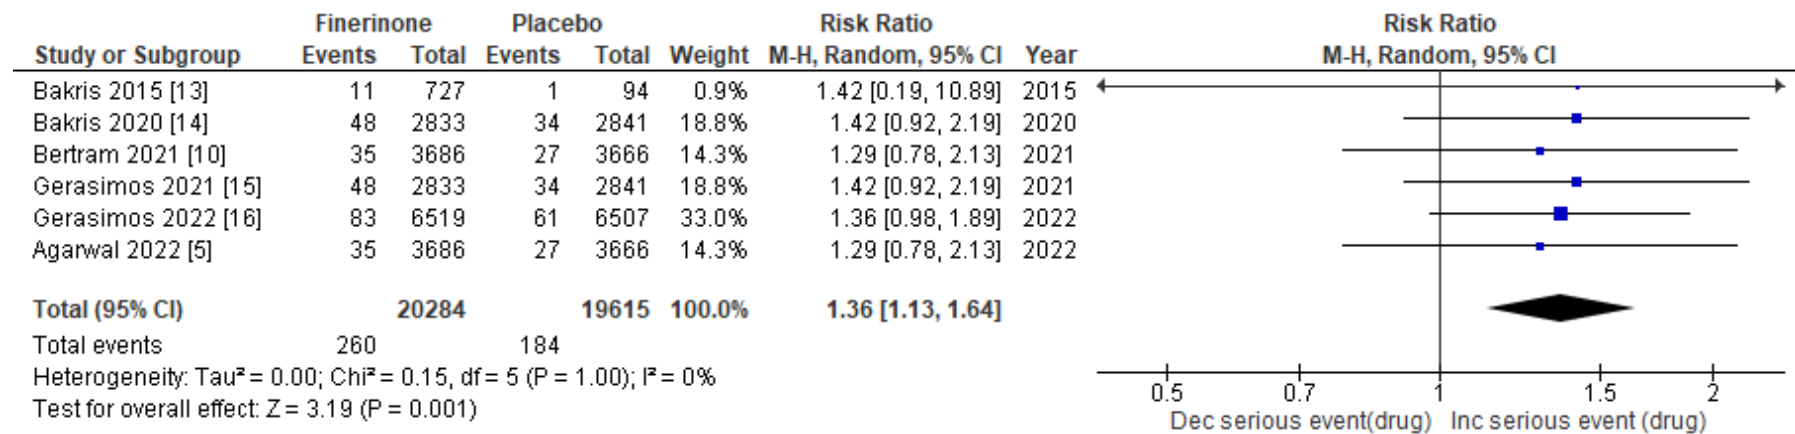 Finerinone Placebo Risk Ratio Risk Ratio
Study or Subgroup Events Total Events Total Weight M-H, Random, 95% CI Year M-H, Random, 95% CI
Bakris 2015 [13] 11 727 1 94 0.9% 1.42 [0.19, 10.89] 2015
Bakris 2020 [14] 48 2833 34 2841 18.8% 1.42 [0.92, 2.19] 2020
Bertram 2021 [10] 35 3686 27 3666 14.3% 1.29 [0.78, 2.13] 2021
Gerasimos 2021 [15] 48 2833 34 2841 18.8% 1.42 [0.92, 2.19] 2021
Gerasimos 2022 [16] 83 6519 61 6507 33.0% 1.36 [0.98, 1.89] 2022
Agarwal 2022 [5] 35 3686 27 3666 14.3% 1.29 [0.78, 2.13] 2022
Total (95% CI) 20284 19615 100.0% 1.36 [1.13, 1.64]
Total events 260 184
Heterogeneity: Tau² = 0.00; Chi² = 0.15, df = 5 (P = 1.00); I² = 0%
Test for overall effect: Z = 3.19 (P = 0.001)
0.5 0.7 1 1.5 2
Dec serious event(drug) Inc serious event (drug)